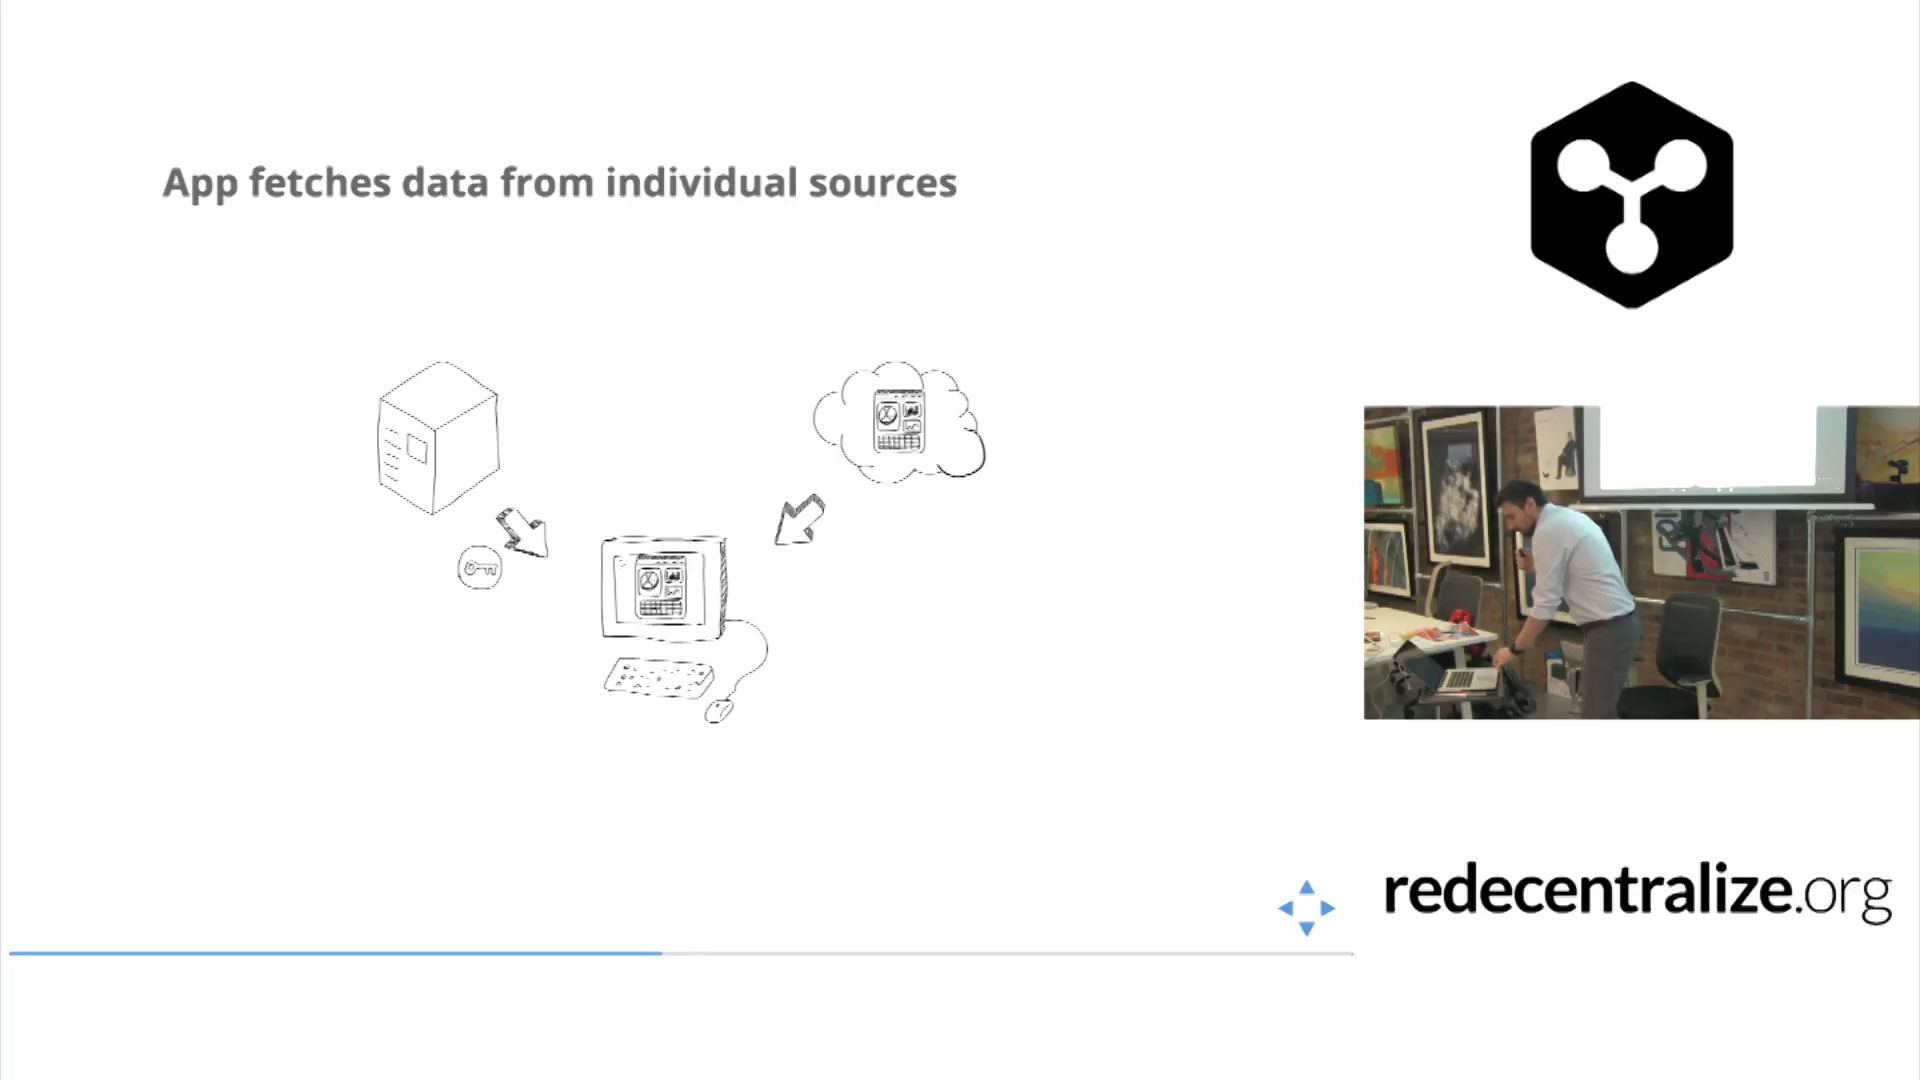 App fetches data from individual sources
redecentralize.org